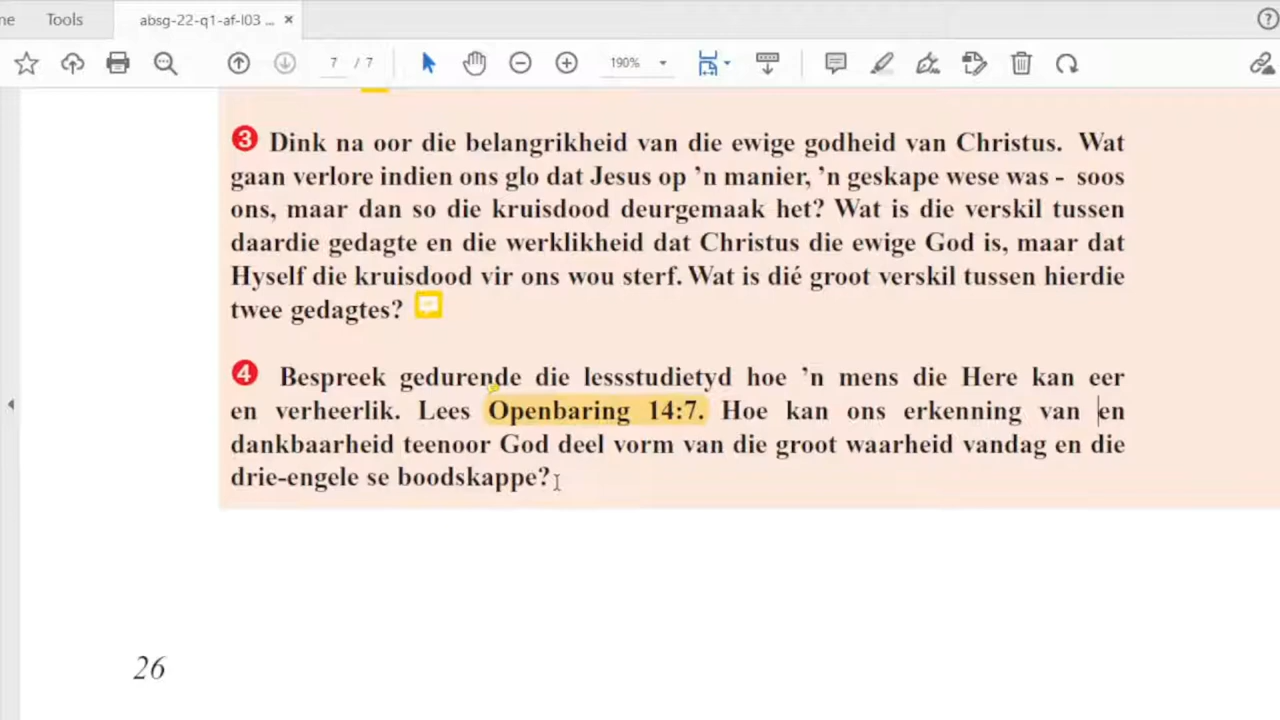 ne Tools absg-22-q1-af-l03 ... ×
7 / 7 190%
3 Dink na oor die belangrikheid van die ewige godheid van Christus. Wat
gaan verlore indien ons glo dat Jesus op ’n manier, ’n geskape wese was - soos
ons, maar dan so die kruisdood deurgemaak het? Wat is die verskil tussen
daardie gedagte en die werklikheid dat Christus die ewige God is, maar dat
Hyself die kruisdood vir ons wou sterf. Wat is dié groot verskil tussen hierdie
twee gedagtes?
4 Bespreek gedurende die lessstudietyd hoe ’n mens die Here kan eer
en verheerlik. Lees Openbaring 14:7. Hoe kan ons erkenning van en
dankbaarheid teenoor God deel vorm van die groot waarheid vandag en die
drie-engele se boodskappe?
26